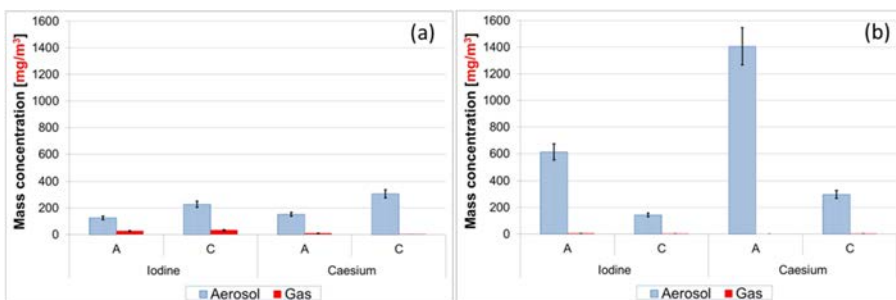 (a)
Mass concentration [mg/m³]
1600
1400
1200
1000
800
600
400
200
0
A C A C
Iodine Caesium
Aerosol Gas
(b)
Mass concentration [mg/m³]
1600
1400
1200
1000
800
600
400
200
0
A C A C
Iodine Caesium
Aerosol Gas